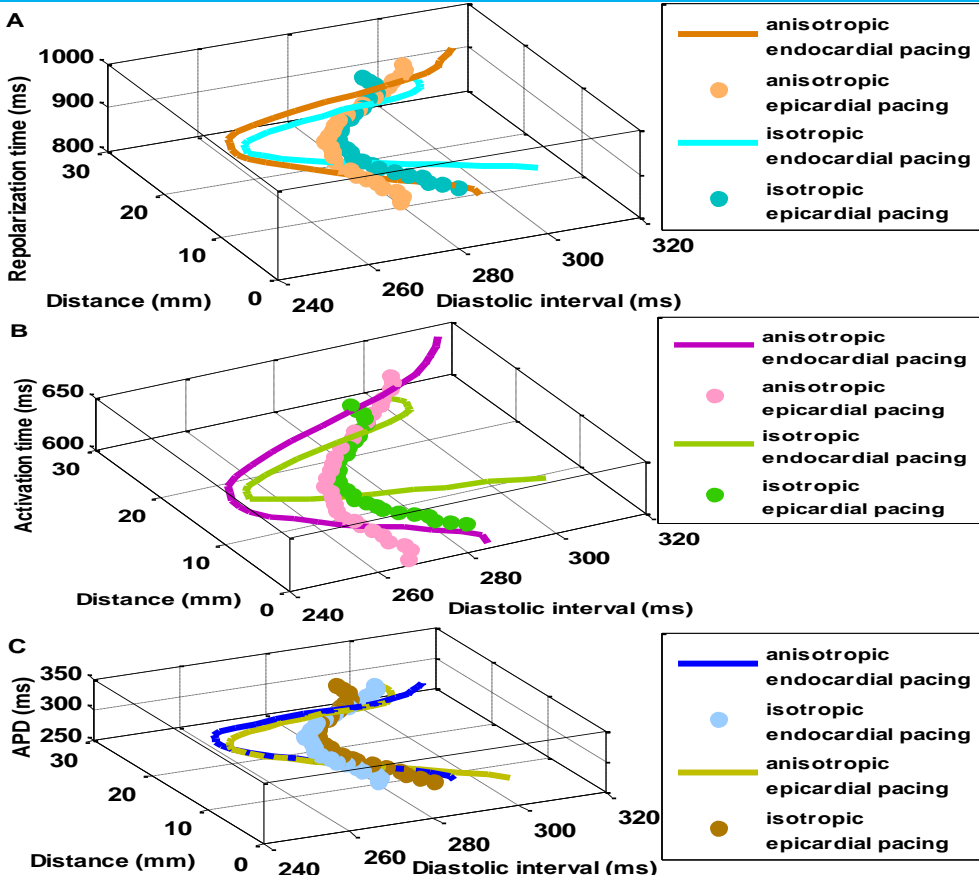 A
Repolarization time (ms)
1000
900
800
30
20
10
0
Distance (mm)
240
260
280
300
320
Diastolic interval (ms)
anisotropic
endocardial pacing
anisotropic
epicardial pacing
isotropic
endocardial pacing
isotropic
epicardial pacing
B
Activation time (ms)
650
600
30
20
10
0
Distance (mm)
240
260
280
300
320
Diastolic interval (ms)
anisotropic
endocardial pacing
anisotropic
epicardial pacing
isotropic
endocardial pacing
isotropic
epicardial pacing
C
APD (ms)
350
300
250
30
20
10
0
Distance (mm)
240
260
280
300
320
Diastolic interval (ms)
anisotropic
endocardial pacing
isotropic
endocardial pacing
anisotropic
epicardial pacing
isotropic
epicardial pacing